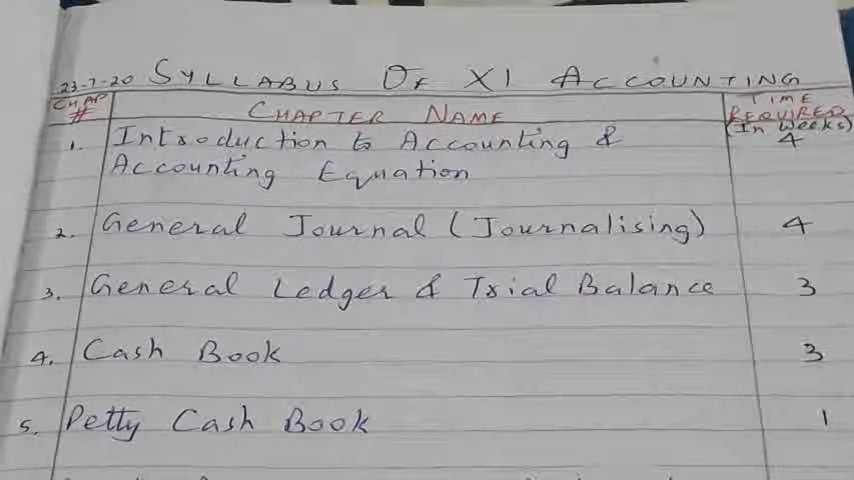 23-7-20 SYLLABUS OF XI ACCOUNTING
CHAP # CHAPTER NAME TIME REQUIRED (In Weeks)
1. Introduction to Accounting & 4
Accounting Equation
2. General Journal (Journalising) 4
3. General Ledger & Trial Balance 3
4. Cash Book 3
5. Petty Cash Book 1